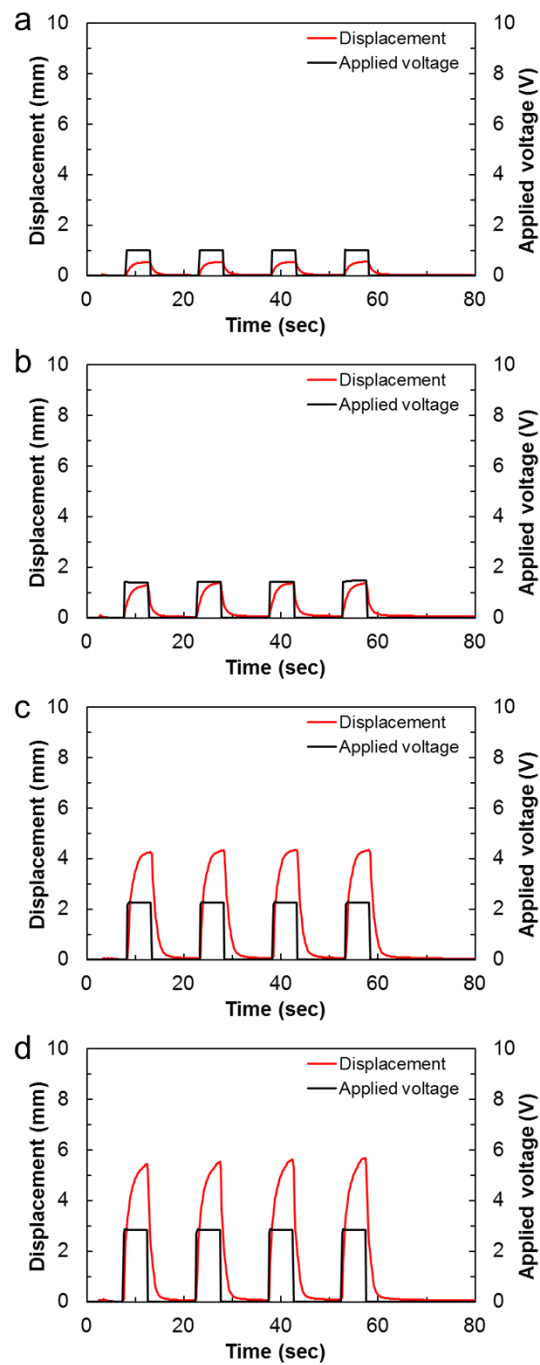 a
Displacement
Applied voltage
Displacement (mm)
10
8
6
4
2
0
Applied voltage (V)
10
8
6
4
2
0
0 20 40 60 80
Time (sec)
b
Displacement
Applied voltage
Displacement (mm)
10
8
6
4
2
0
Applied voltage (V)
10
8
6
4
2
0
0 20 40 60 80
Time (sec)
c
Displacement
Applied voltage
Displacement (mm)
10
8
6
4
2
0
Applied voltage (V)
10
8
6
4
2
0
0 20 40 60 80
Time (sec)
d
Displacement
Applied voltage
Displacement (mm)
10
8
6
4
2
0
Applied voltage (V)
10
8
6
4
2
0
0 20 40 60 80
Time (sec)